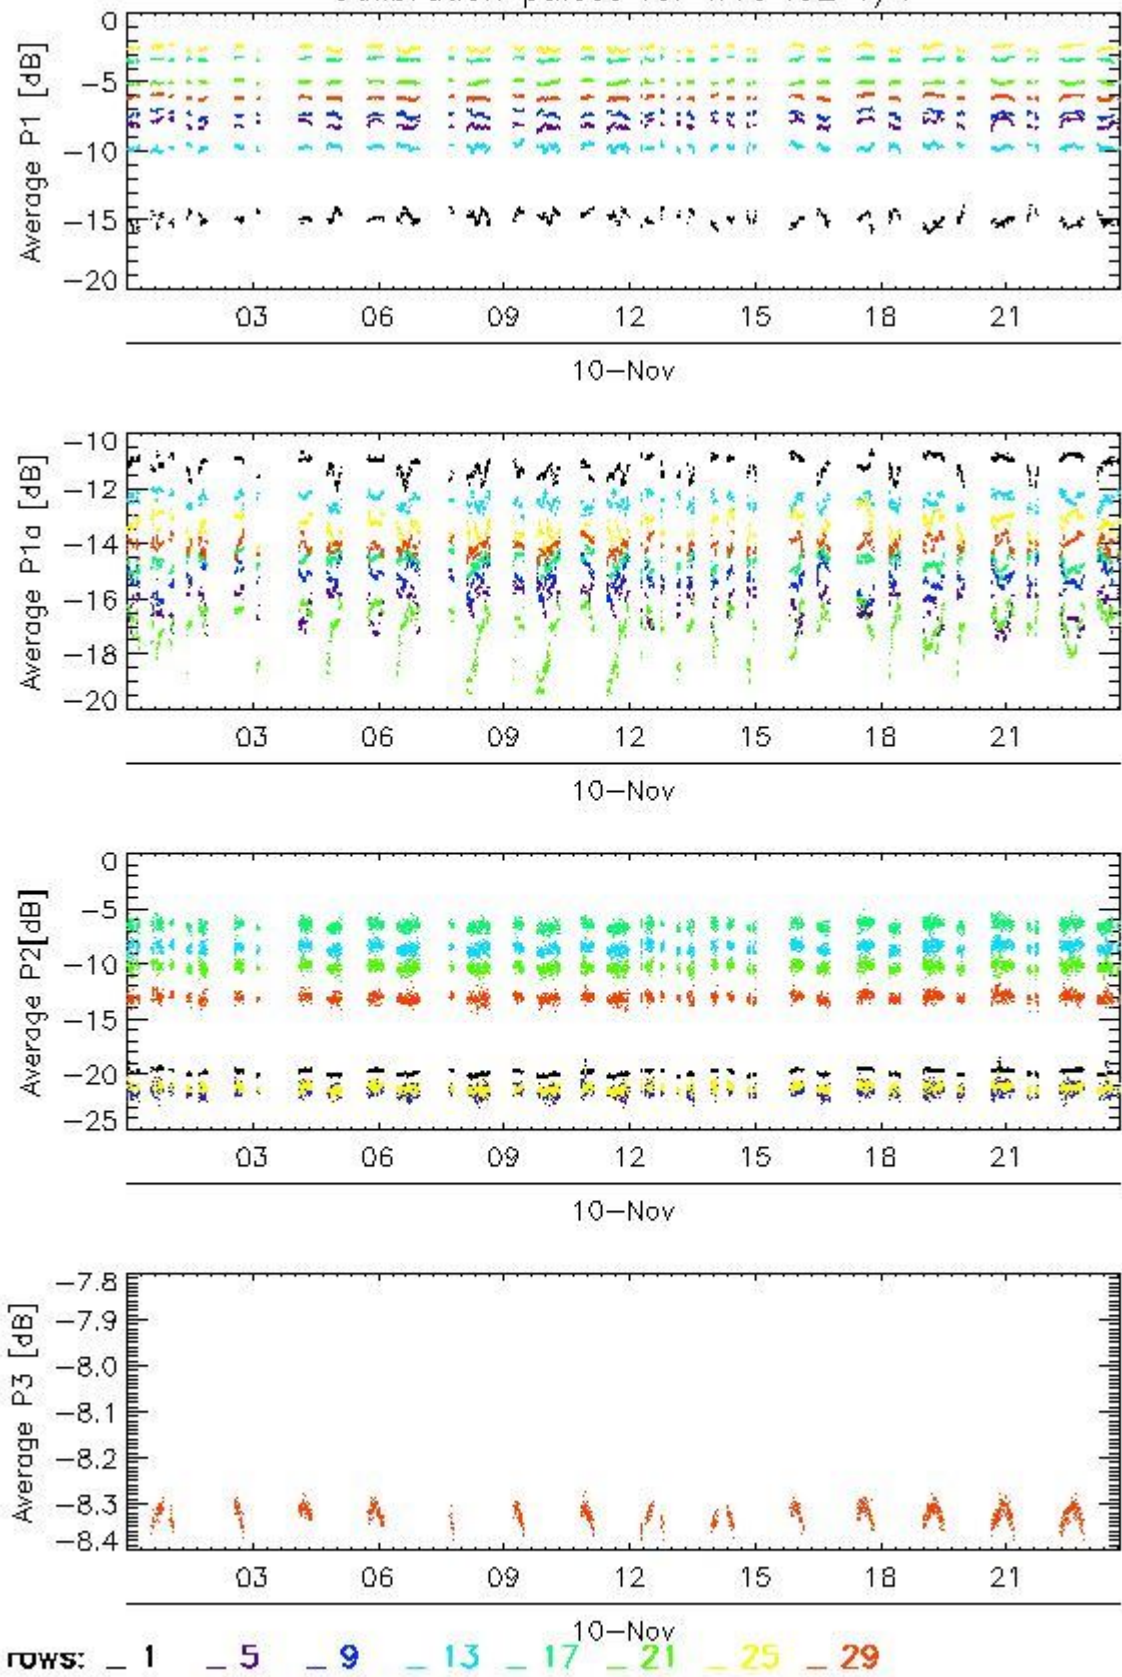 0
−5
−10
−15
−20
Average P1 [dB]
03 06 09 12 15 18 21
10−Nov
−10
−12
−14
−16
−18
−20
Average P1a [dB]
03 06 09 12 15 18 21
10−Nov
0
−5
−10
−15
−20
−25
Average P2[dB]
03 06 09 12 15 18 21
10−Nov
−7.8
−7.9
−8.0
−8.1
−8.2
−8.3
−8.4
Average P3 [dB]
03 06 09 12 15 18 21
10−Nov
rows: _ 1 _ 5 _ 9 _ 13 _ 17 _ 21 _ 25 _ 29